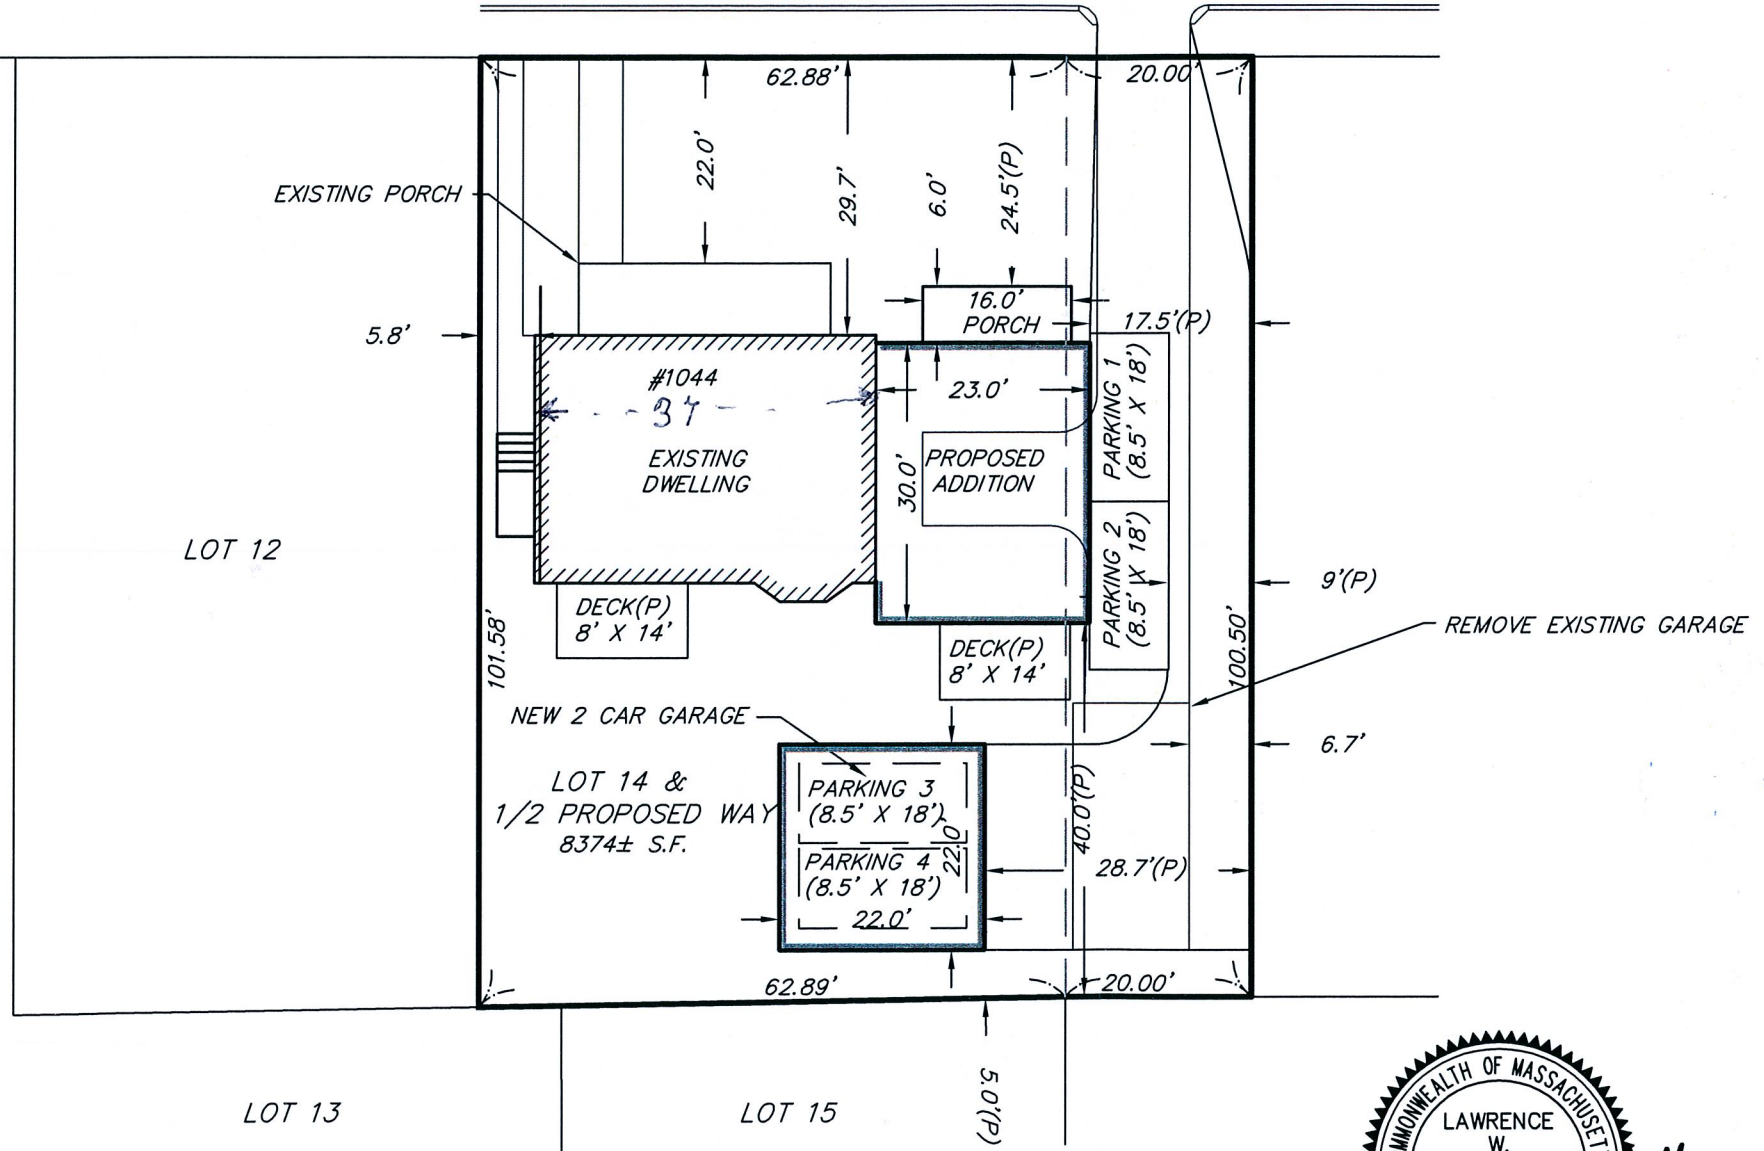 62.88'
20.00'
22.0'
29.7'
6.0'
24.5'(P)
EXISTING PORCH
16.0'
PORCH
17.5'(P)
5.8'
#1044
23.0'
PARKING 1
(8.5' X 18')
EXISTING
DWELLING
30.0'
PROPOSED
ADDITION
LOT 12
PARKING 2
(8.5' X 18')
9'(P)
DECK(P)
8' X 14'
101.58'
DECK(P)
8' X 14'
100.50'
REMOVE EXISTING GARAGE
NEW 2 CAR GARAGE
6.7'
LOT 14 &
1/2 PROPOSED WAY
8374± S.F.
PARKING 3
(8.5' X 18')
22.0'
40.0'(P)
PARKING 4
(8.5' X 18')
28.7'(P)
22.0'
62.89'
20.00'
5.0'(P)
LOT 13
LOT 15
MMONWEALTH OF MASSACHUSET
LAWRENCE
W.